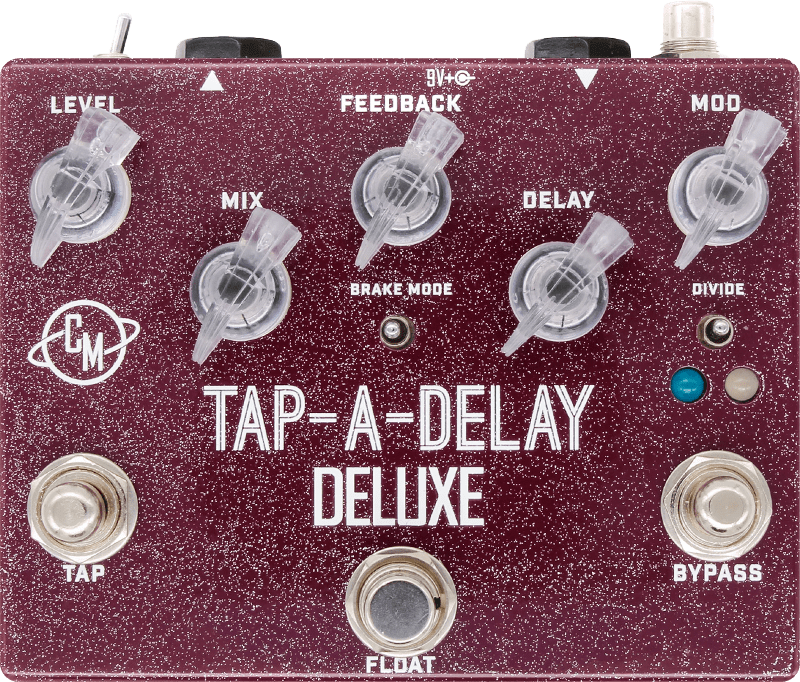 9V+
LEVEL
FEEDBACK
MOD
MIX
DELAY
BRAKE MODE
DIVIDE
CM
TAP-A-DELAY
DELUXE
TAP
BYPASS
FLOAT